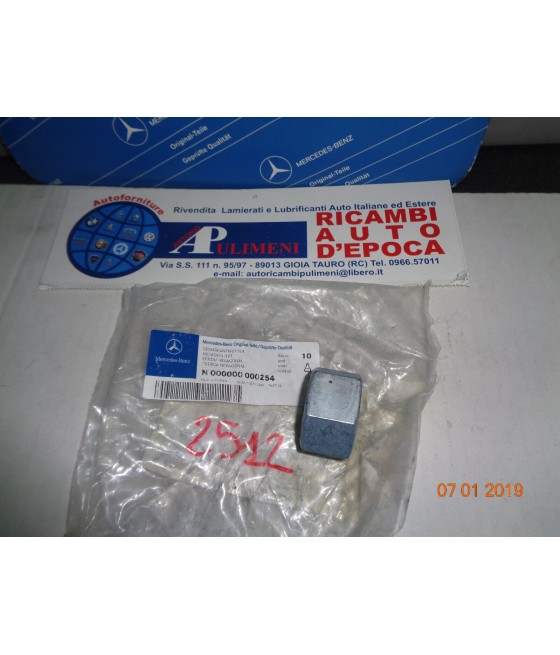 MERCEDES-BENZ
Original-Teile
Geprüfte Qualität
MERCEDES-BENZ
Original-Teile
Autoforniture
Rivendita Lamierati e Lubrificanti Auto Italiane ed Estere
RICAMBI
AUTO
D'EPOCA
AP
PULIMENI
Via S.S. 111 n. 95/97 - 89013 GIOIA TAURO (RC) Tel. 0966.57011
e-mail: autoricambipulimeni@libero.it
Mercedes-Benz
10
N 000000 000254
2512
07 01 2019